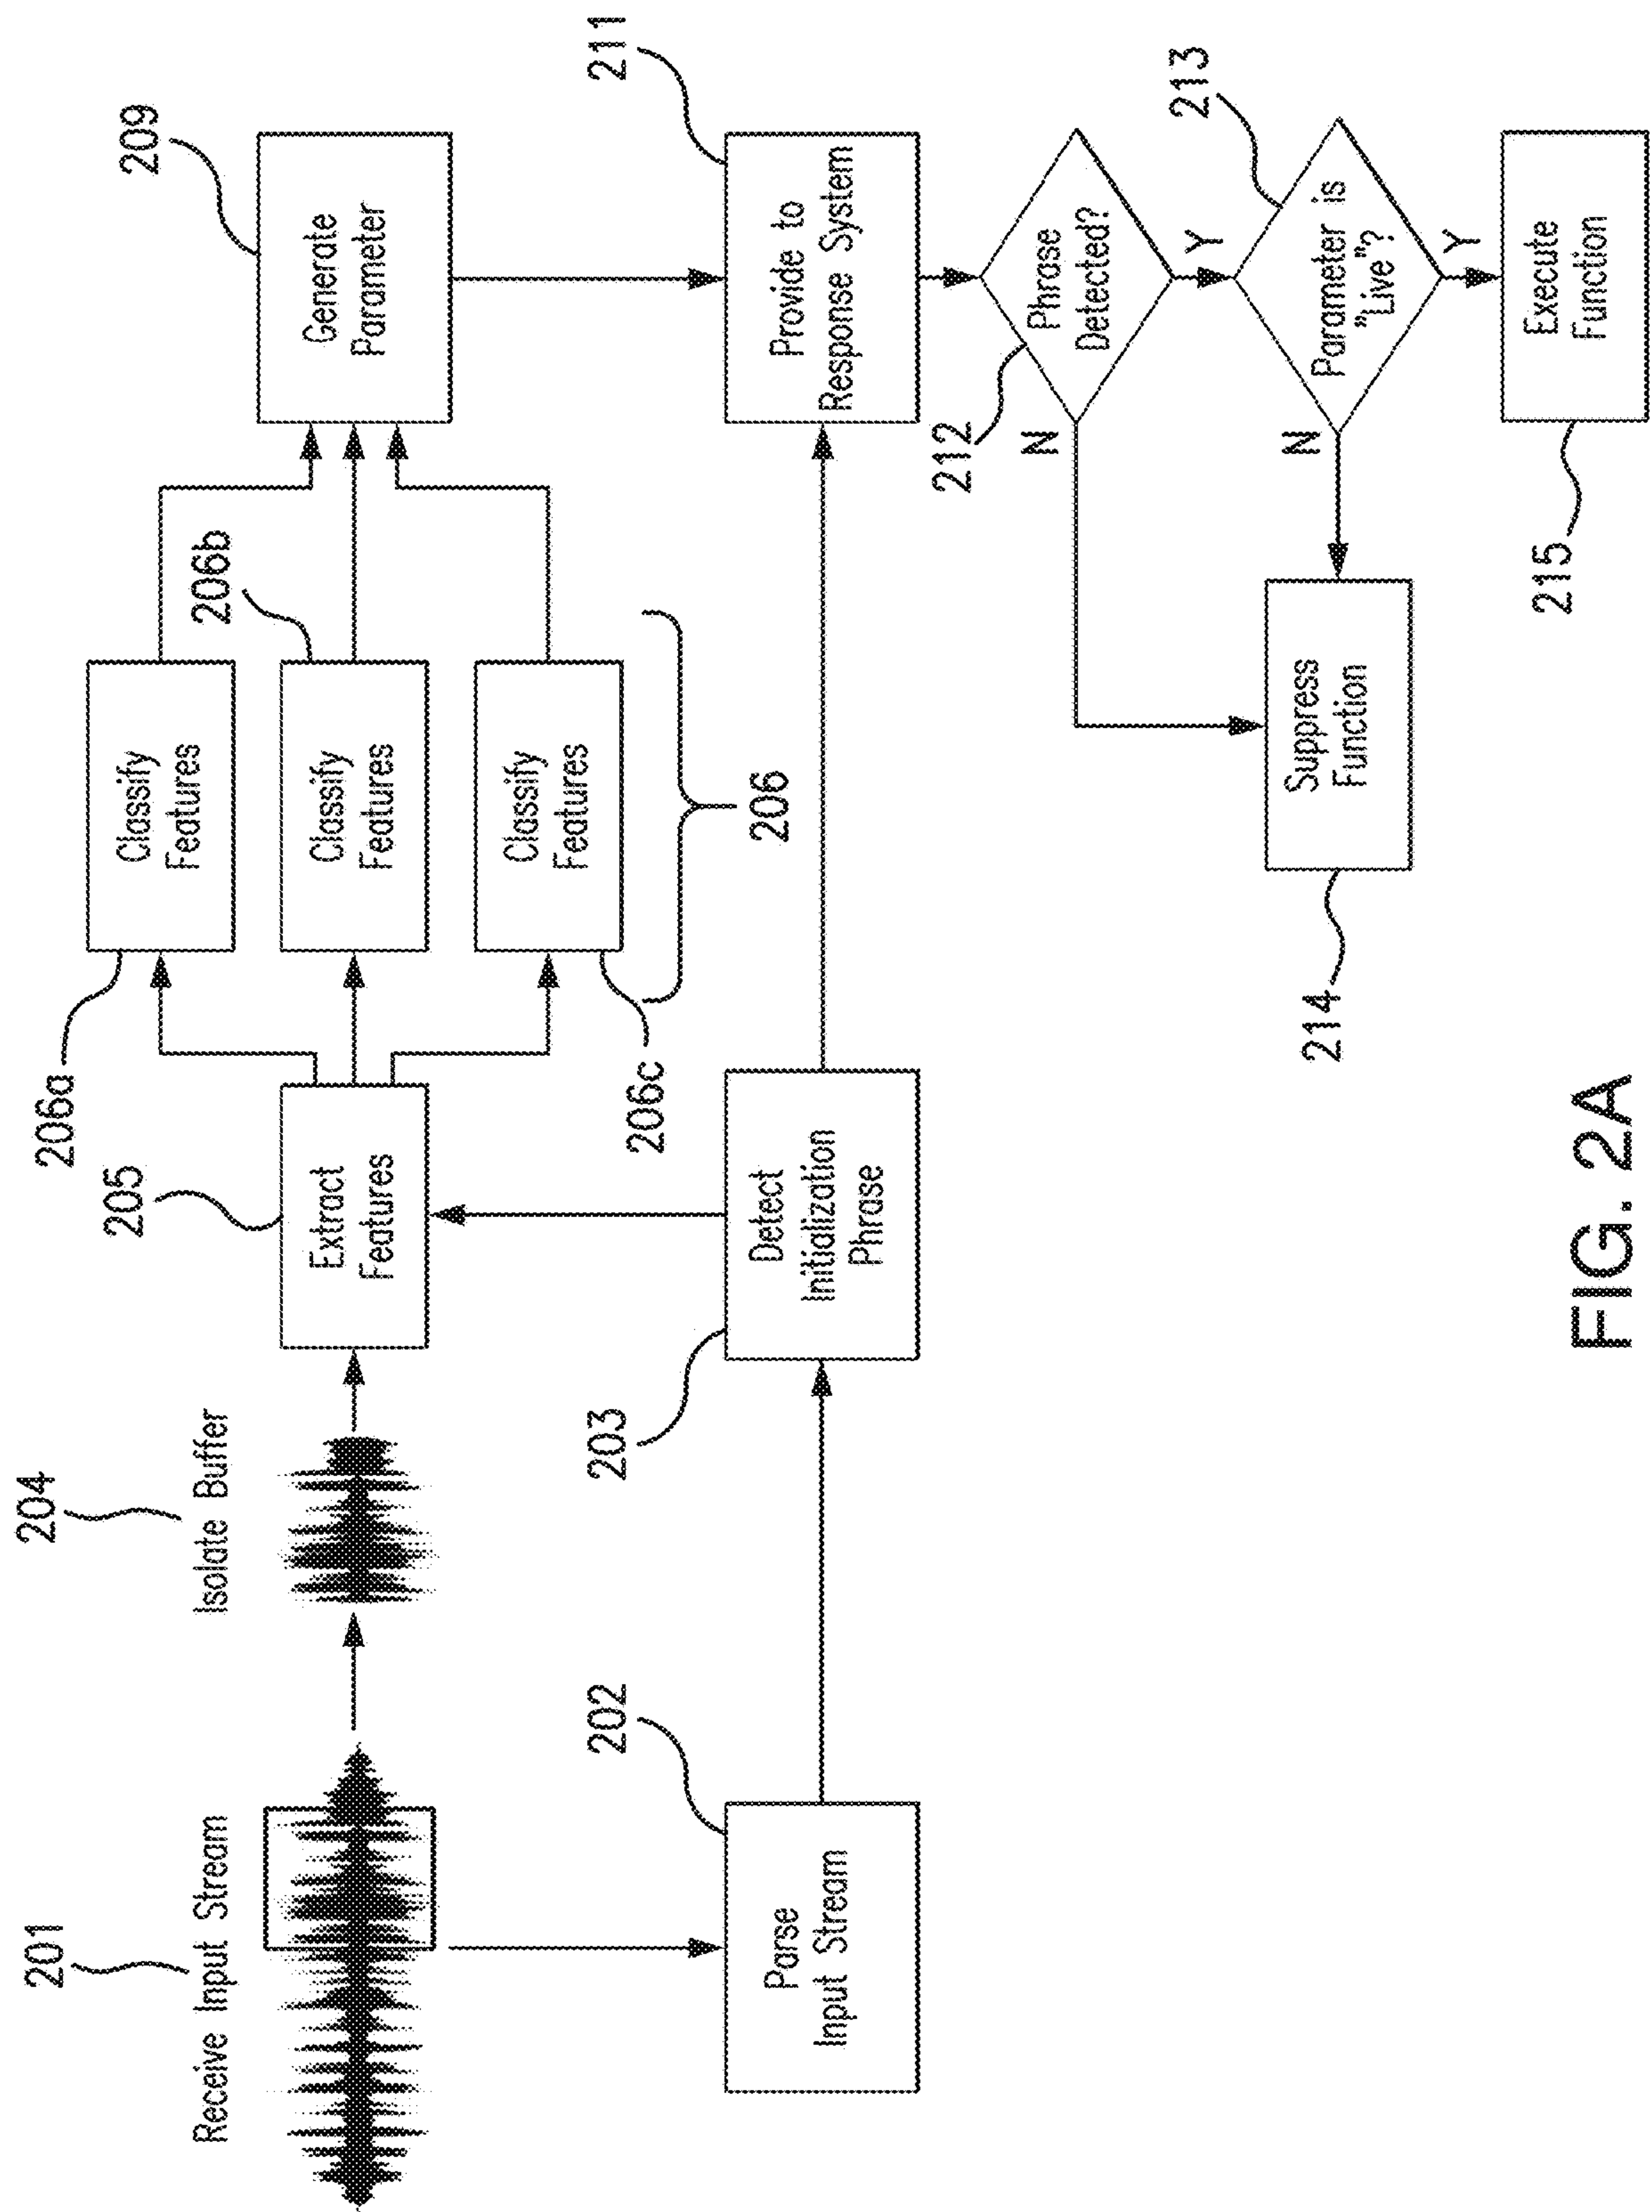 201
Receive Input Stream
204
Isolate Buffer
205
Extract
Features
206a
Classify
Features
206b
Classify
Features
206c
Classify
Features
206
209
Generate
Parameter
202
Parse
Input Stream
203
Detect
Initialization
Phrase
211
Provide to
Response System
212
Phrase
Detected?
N
Y
213
Parameter is
"Live"?
N
Y
214
Suppress
Function
215
Execute
Function
FIG. 2A